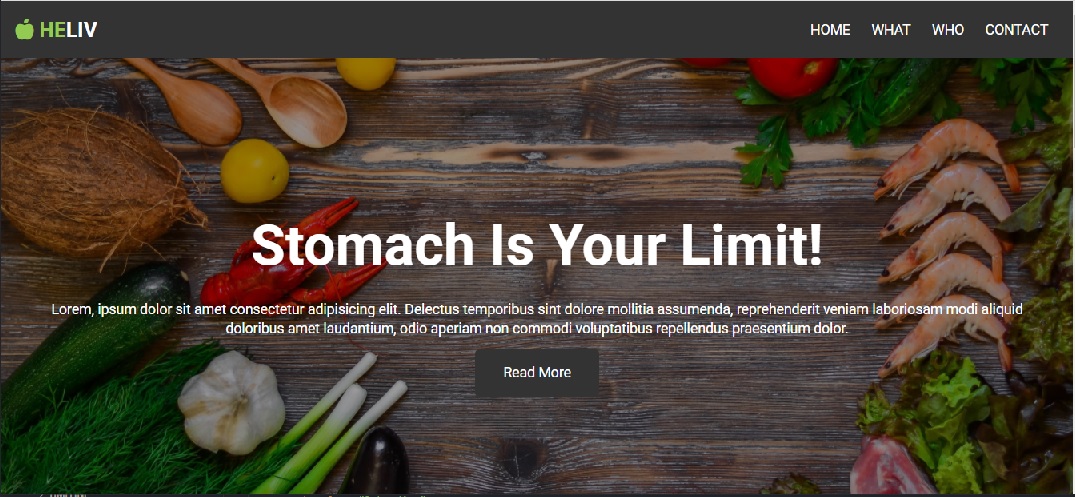 HELIV
HOME WHAT WHO CONTACT
Stomach Is Your Limit!
Lorem, ipsum dolor sit amet consectetur adipisicing elit. Delectus temporibus sint dolore mollitia assumenda, reprehenderit veniam laboriosam modi aliquid
doloribus amet laudantium, odio aperiam non commodi voluptatibus repellendus praesentium dolor.
Read More